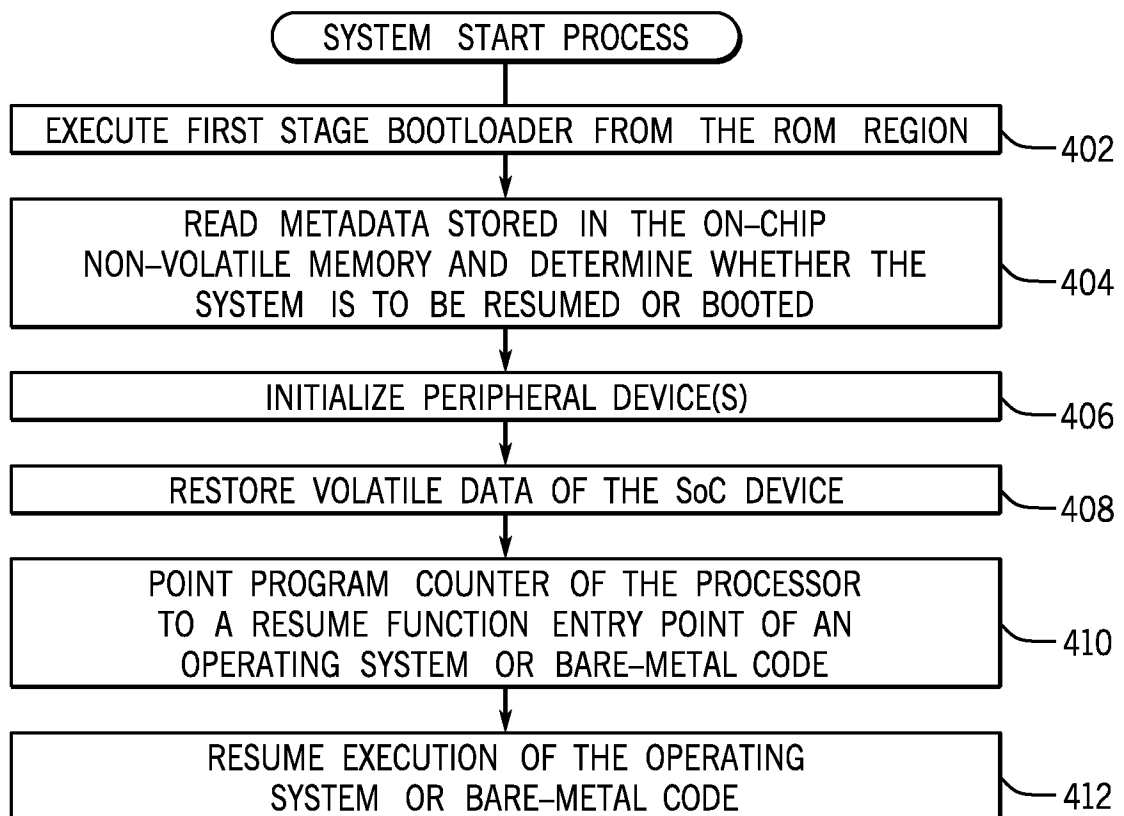 SYSTEM START PROCESS
EXECUTE FIRST STAGE BOOTLOADER FROM THE ROM REGION
402
READ METADATA STORED IN THE ON–CHIP
NON–VOLATILE MEMORY AND DETERMINE WHETHER THE
SYSTEM IS TO BE RESUMED OR BOOTED
404
INITIALIZE PERIPHERAL DEVICE(S)
406
RESTORE VOLATILE DATA OF THE SoC DEVICE
408
POINT PROGRAM COUNTER OF THE PROCESSOR
TO A RESUME FUNCTION ENTRY POINT OF AN
OPERATING SYSTEM OR BARE–METAL CODE
410
RESUME EXECUTION OF THE OPERATING
SYSTEM OR BARE–METAL CODE
412